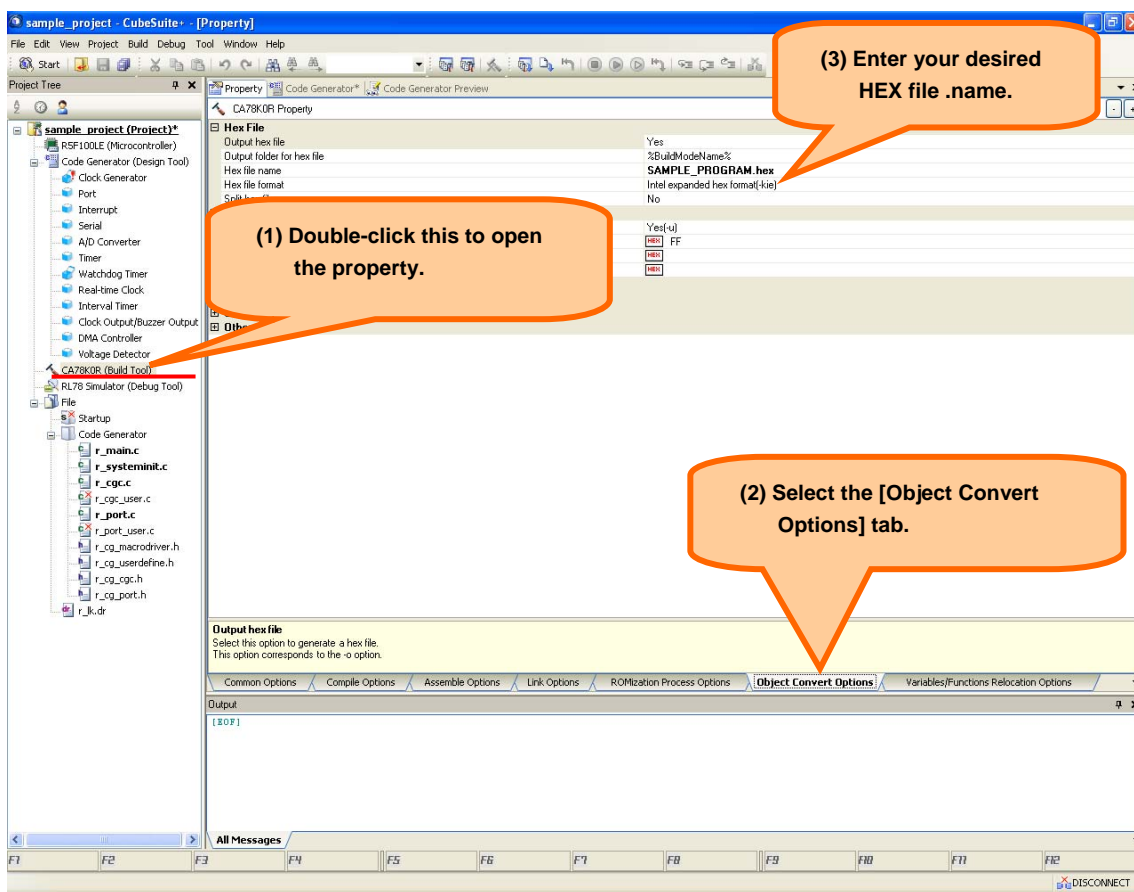 sample_project - CubeSuite+ - [Property]
File Edit View Project Build Debug Tool Window Help
Start
(3) Enter your desired
HEX file .name.
Project Tree
Property Code Generator* Code Generator Preview
CA78K0R Property
sample_project (Project)*
R5F100LE (Microcontroller)
Code Generator (Design Tool)
Clock Generator
Port
Interrupt
Serial
A/D Converter
Timer
Watchdog Timer
Real-time Clock
Interval Timer
Clock Output/Buzzer Output
DMA Controller
Voltage Detector
CA78K0R (Build Tool)
RL78 Simulator (Debug Tool)
File
Startup
Code Generator
r_main.c
r_systeminit.c
r_cgc.c
r_cgc_user.c
r_port.c
r_port_user.c
r_cg_macrodriver.h
r_cg_userdefine.h
r_cg_cgc.h
r_cg_port.h
r_lk.dr
Hex File
Output hex file Yes
Output folder for hex file %BuildModeName%
Hex file name SAMPLE_PROGRAM.hex
Hex file format Intel expanded hex format(-kie)
No
Yes(-u)
HEX FF
HEX
HEX
(1) Double-click this to open
the property.
(2) Select the [Object Convert
Options] tab.
Output hex file
Select this option to generate a hex file.
This option corresponds to the -o option.
Common Options Compile Options Assemble Options Link Options ROMization Process Options Object Convert Options Variables/Functions Relocation Options
Output
[EOF]
All Messages
F1 F2 F3 F4 F5 F6 F7 F8 F9 F10 F11 F12
DISCONNECT